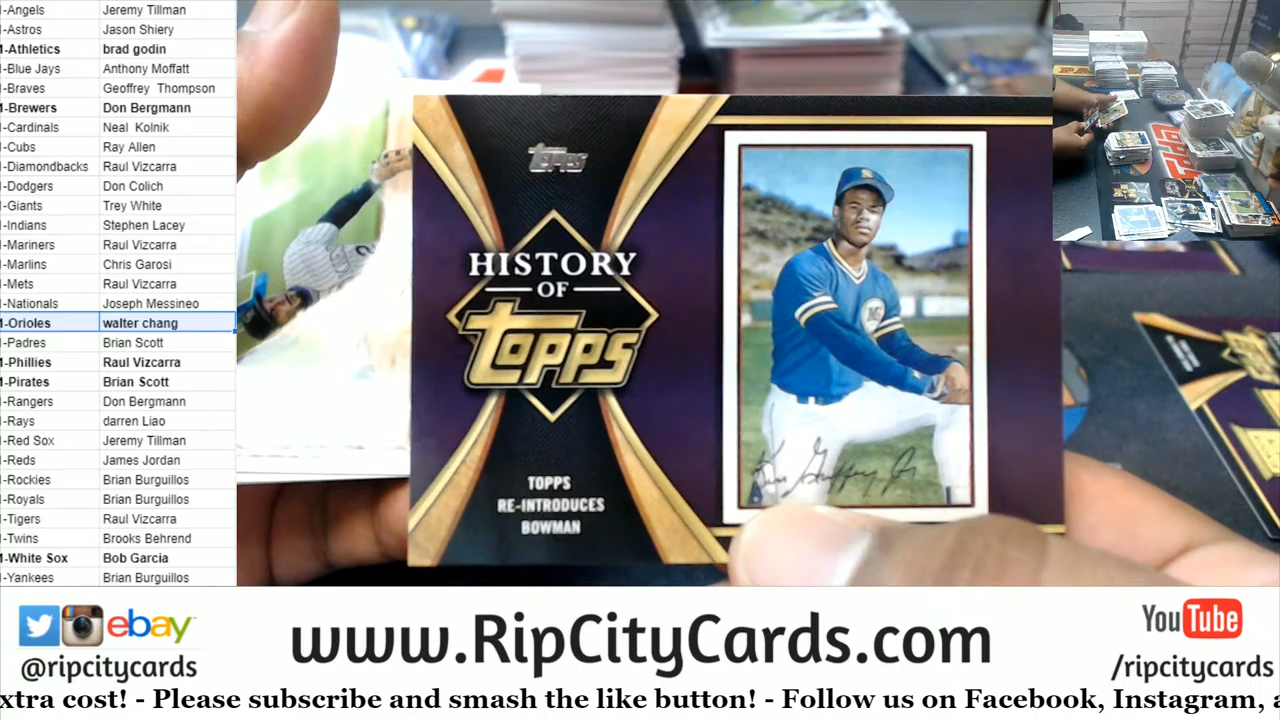 -Angels Jeremy Tillman
-Astros Jason Shiery
-Athletics brad godin
-Blue Jays Anthony Moffatt
-Braves Geoffrey Thompson
-Brewers Don Bergmann
-Cardinals Neal Kolnik
-Cubs Ray Allen
-Diamondbacks Raul Vizcarra
-Dodgers Don Colich
-Giants Trey White
-Indians Stephen Lacey
-Mariners Raul Vizcarra
-Marlins Chris Garosi
-Mets Raul Vizcarra
-Nationals Joseph Messineo
-Orioles walter chang
-Padres Brian Scott
-Phillies Raul Vizcarra
-Pirates Brian Scott
-Rangers Don Bergmann
-Rays darren Liao
-Red Sox Jeremy Tillman
-Reds James Jordan
-Rockies Brian Burguillos
-Royals Brian Burguillos
-Tigers Raul Vizcarra
-Twins Brooks Behrend
-White Sox Bob Garcia
-Yankees Brian Burguillos
Topps
HISTORY
OF
Topps
TOPPS
RE-INTRODUCES
BOWMAN
Ken Griffey Jr
TOPPS
ebay
@ripcitycards
www.RipCityCards.com
YouTube
/ripcitycards
xtra cost! - Please subscribe and smash the like button! - Follow us on Facebook, Instagram,